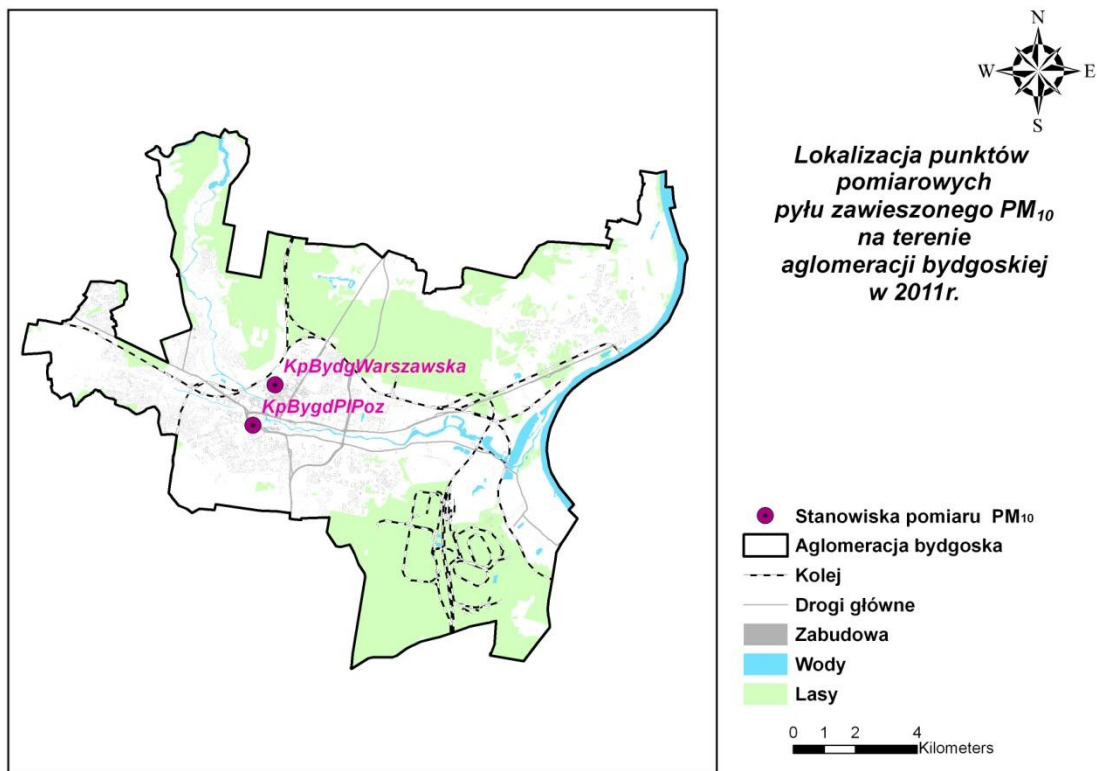 N
W
E
S
Lokalizacja punktów
pomiarowych
pyłu zawieszonego PM10
na terenie
aglomeracji bydgoskiej
w 2011r.
KpBydgWarszawska
KpBygdPlPoz
Stanowiska pomiaru PM10
Aglomeracja bydgoska
Kolej
Drogi główne
Zabudowa
Wody
Lasy
0 1 2 4
Kilometers